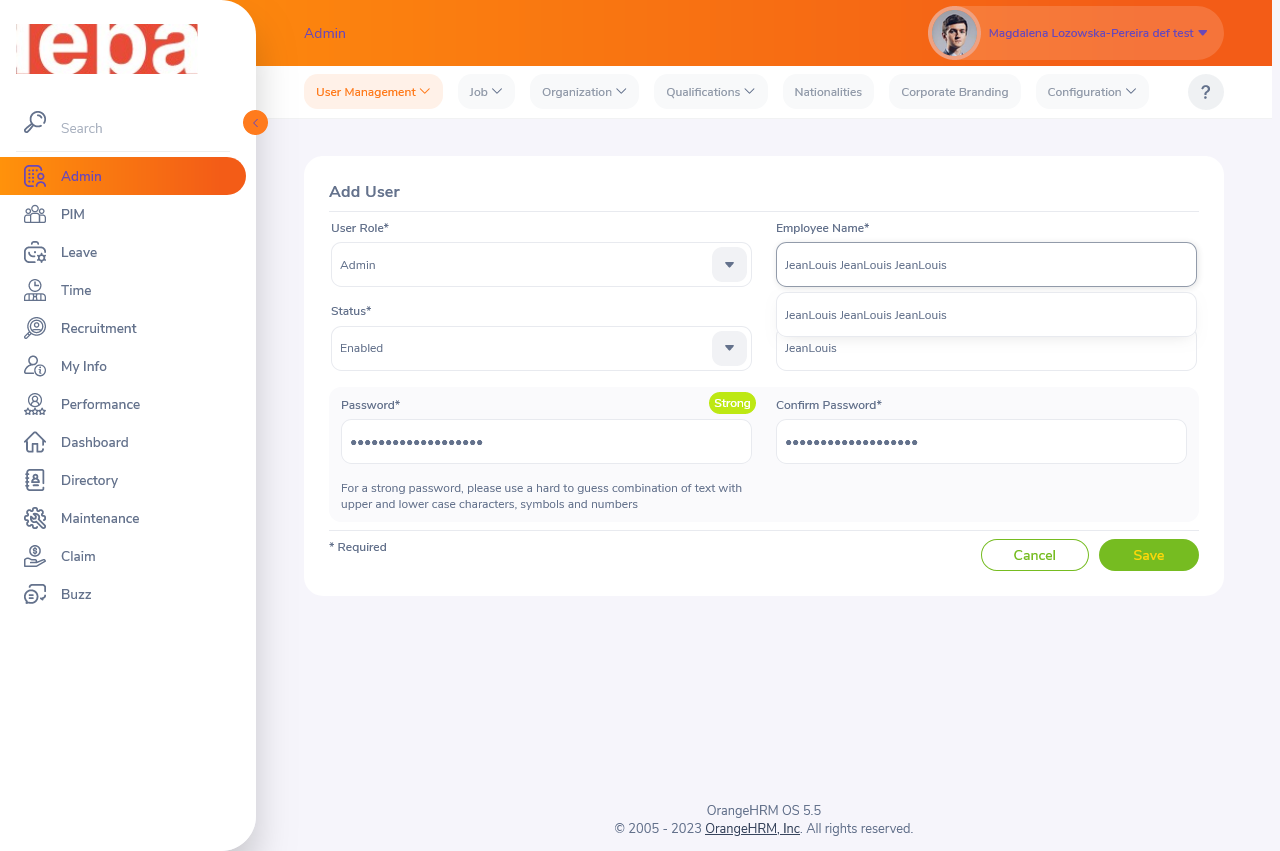 leba
Admin
Magdalena Lozowska-Pereira def test
User Management
Job
Organization
Qualifications
Nationalities
Corporate Branding
Configuration
?
Search
Admin
PIM
Leave
Time
Recruitment
My Info
Performance
Dashboard
Directory
Maintenance
Claim
Buzz
Add User
User Role*
Employee Name*
Admin
JeanLouis JeanLouis JeanLouis
JeanLouis JeanLouis JeanLouis
Status*
Enabled
JeanLouis
Password*
Strong
Confirm Password*
•••••••••••••••••••
•••••••••••••••••••
For a strong password, please use a hard to guess combination of text with
upper and lower case characters, symbols and numbers
* Required
Cancel
Save
OrangeHRM OS 5.5
© 2005 - 2023 OrangeHRM, Inc. All rights reserved.